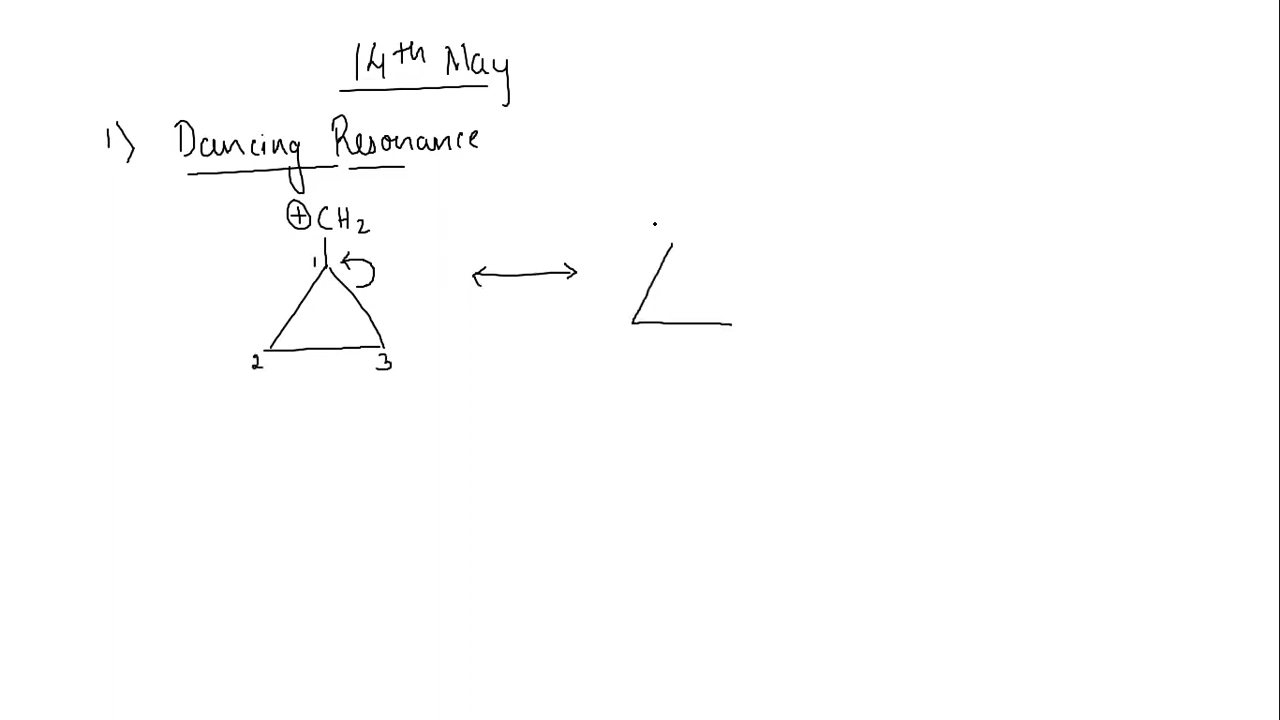 14th May
1) Dancing Resonance
⊕CH2
1
2 3